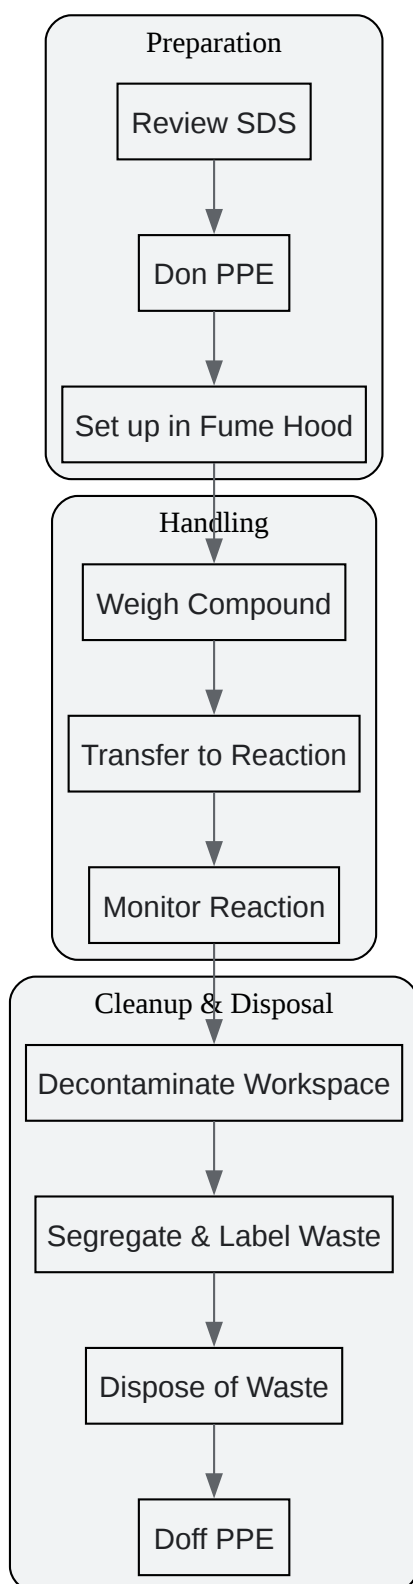 Preparation
Review SDS
Don PPE
Set up in Fume Hood
Handling
Weigh Compound
Transfer to Reaction
Monitor Reaction
Cleanup & Disposal
Decontaminate Workspace
Segregate & Label Waste
Dispose of Waste
Doff PPE